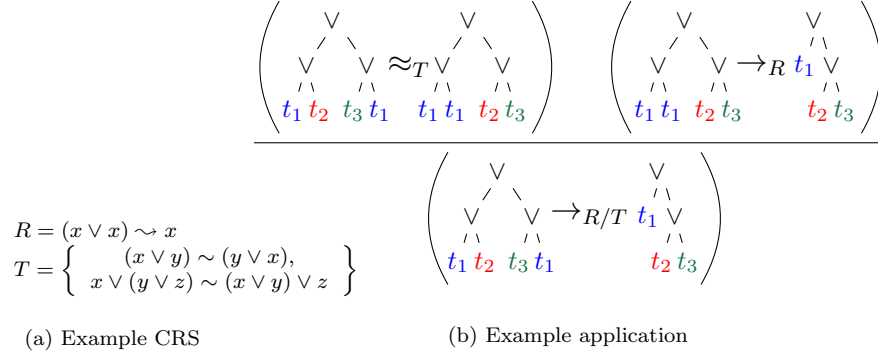 ∨ ∨ ∨ ∨
∨ ∨ ≈T ∨ ∨ ∨ ∨ →R t1 ∨
t1 t2 t3 t1 t1 t1 t2 t3 t1 t1 t2 t3 t2 t3
∨ ∨
∨ ∨ →R/T t1 ∨
t1 t2 t3 t1 t2 t3
R = (x ∨ x) ⇝ x
T = { (x ∨ y) ∼ (y ∨ x),
x ∨ (y ∨ z) ∼ (x ∨ y) ∨ z }
(a) Example CRS
(b) Example application